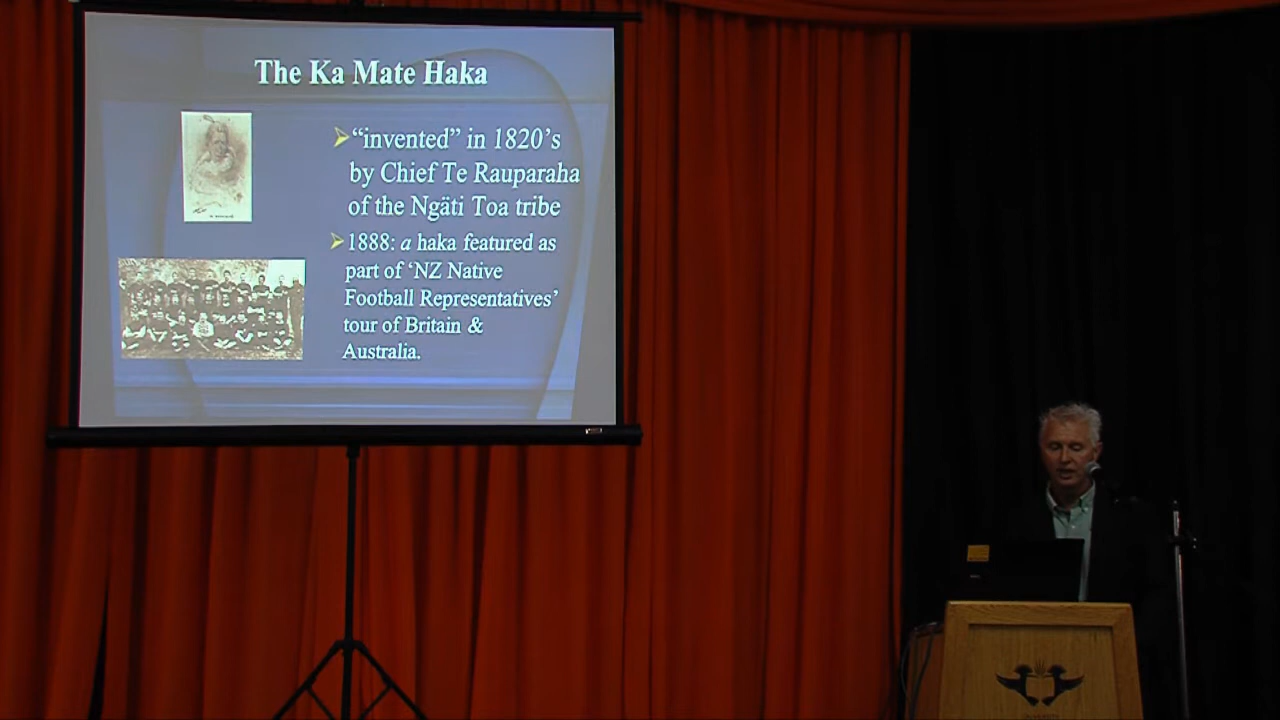 The Ka Mate Haka
➢“invented” in 1820’s
by Chief Te Rauparaha
of the Ngäti Toa tribe
➢1888: a haka featured as
part of ‘NZ Native
Football Representatives’
tour of Britain &
Australia.